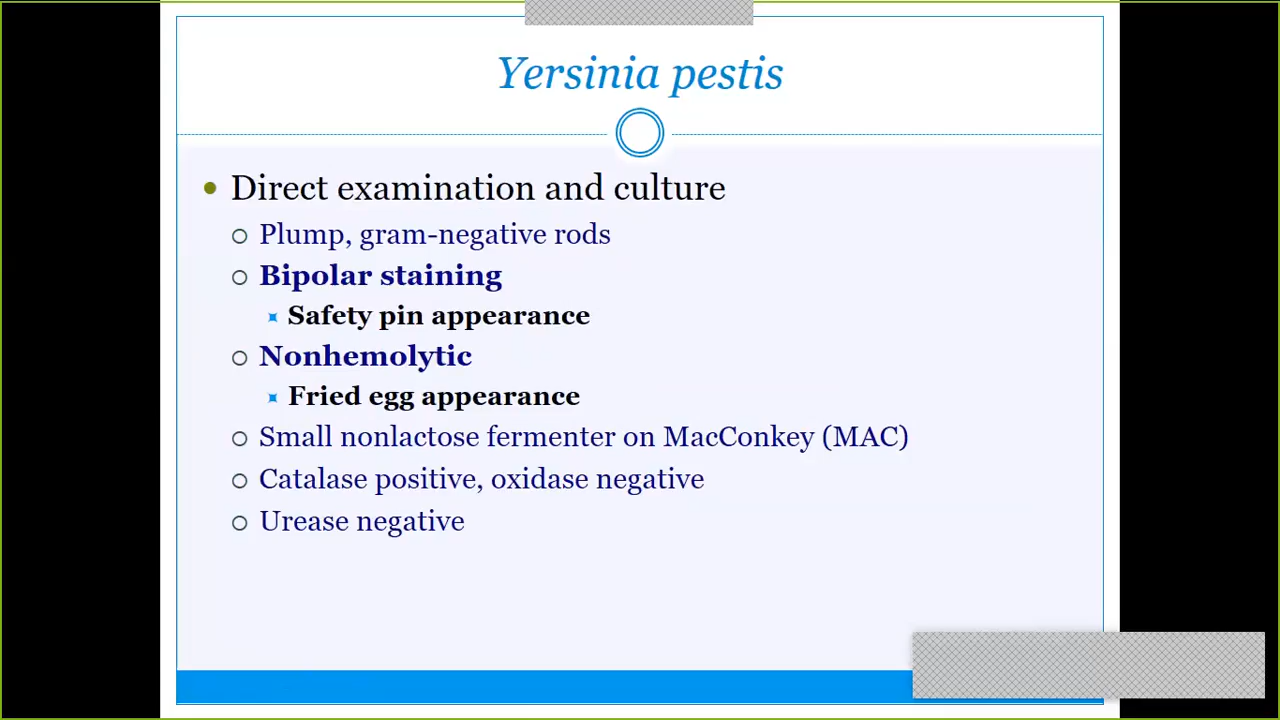 Yersinia pestis
Direct examination and culture
Plump, gram-negative rods
Bipolar staining
Safety pin appearance
Nonhemolytic
Fried egg appearance
Small nonlactose fermenter on MacConkey (MAC)
Catalase positive, oxidase negative
Urease negative